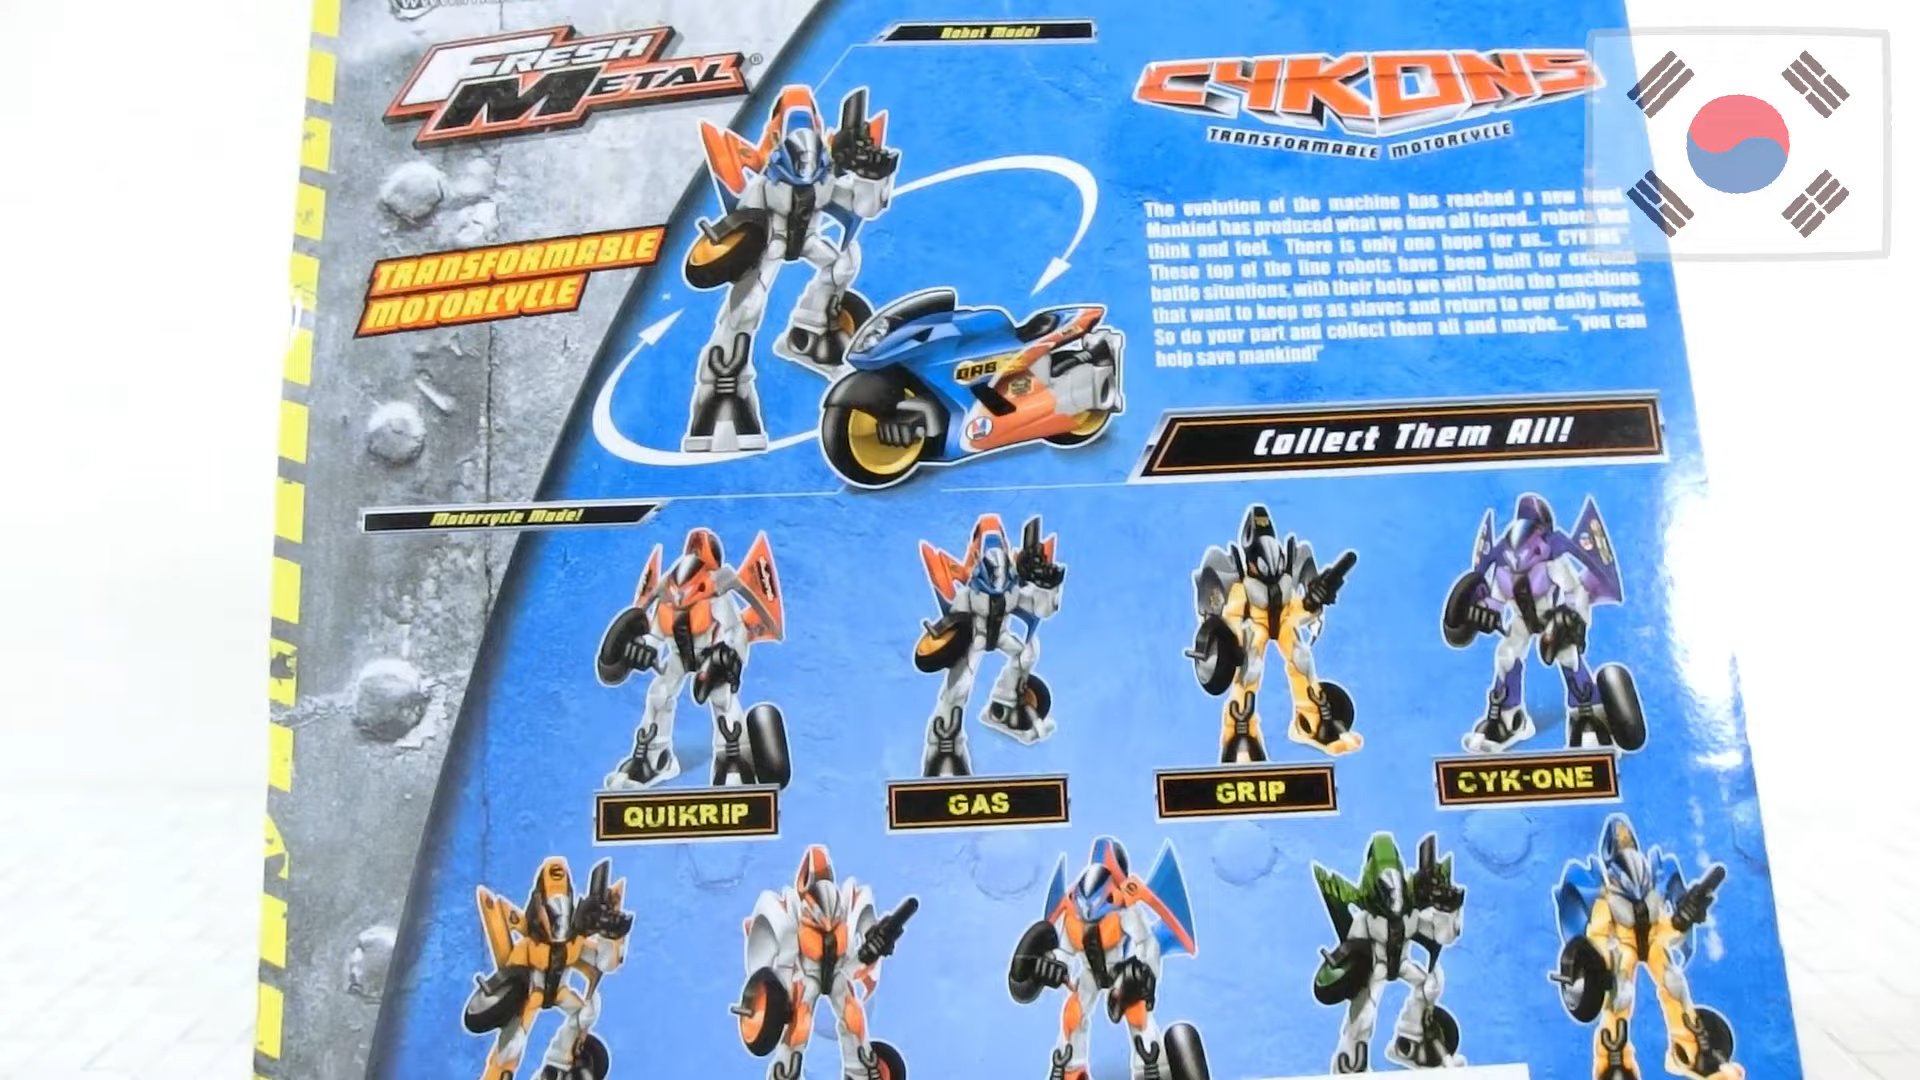 FRESH
METAL®
Robot Mode!
CYKONS
TRANSFORMABLE MOTORCYCLE
TRANSFORMABLE
MOTORCYCLE
The evolution of the machine has reached a new level.
Mankind has produced what we have all feared... robots that
think and feel. There is only one hope for us... CYKONS
These top of the line robots have been built for extreme
battle situntions, with their help we will battle the machines
that want to keep us as slaves and return to our daily lives.
So do your part and collect them all and maybe... "you can
help save mankind!"
GAS
Collect Them All!
Motorcycle Mode!
QUIKRIP
GAS
GRIP
CYK-ONE